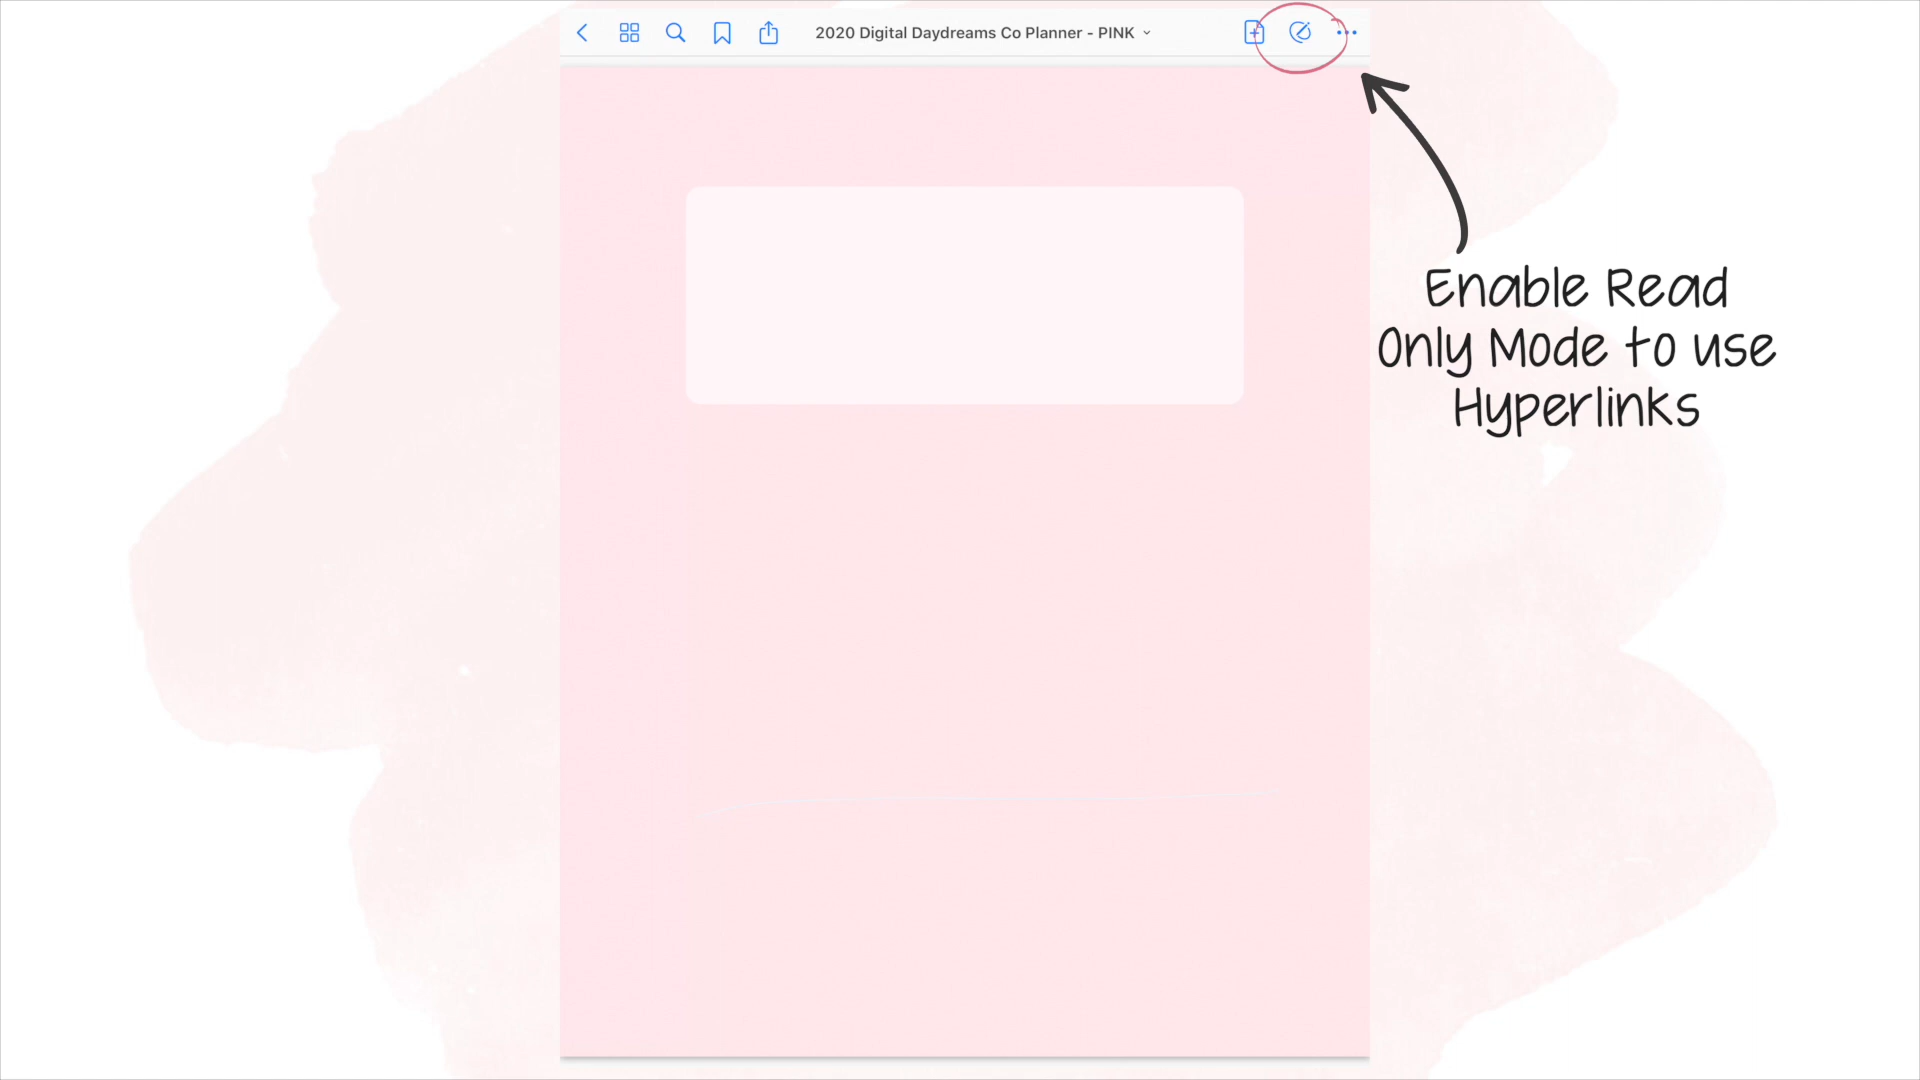 2020 Digital Daydreams Co Planner - PINK
Enable Read
Only Mode to use
Hyperlinks